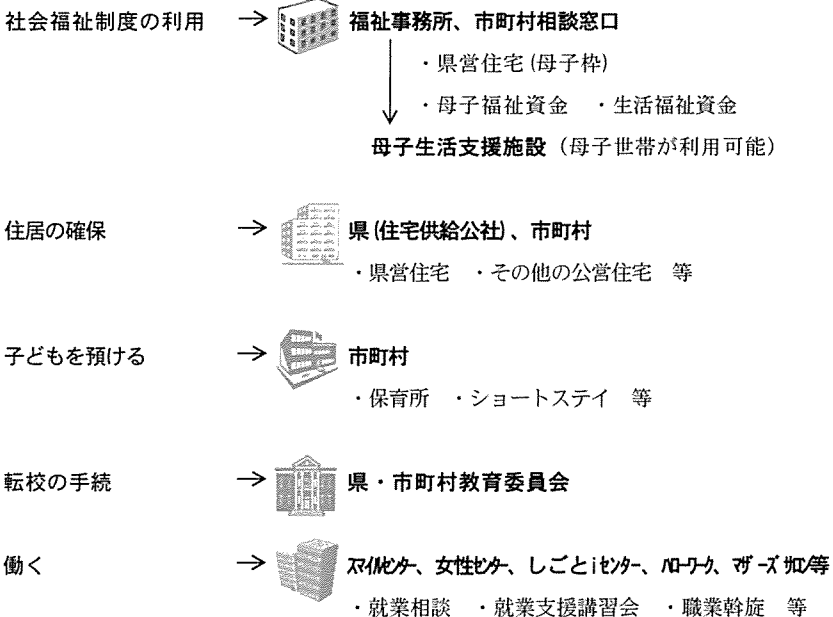 社会福祉制度の利用 → 福祉事務所、市町村相談窓口
・県営住宅(母子枠)
・母子福祉資金 ・生活福祉資金
母子生活支援施設(母子世帯が利用可能)
住居の確保 → 県(住宅供給公社)、市町村
・県営住宅 ・その他の公営住宅 等
子どもを預ける → 市町村
・保育所 ・ショートステイ 等
転校の手続 → 県・市町村教育委員会
働く → スマイルセンター、女性センター、しごとiセンター、ハローワーク、マザーズサロン等
・就業相談 ・就業支援講習会 ・職業斡旋 等